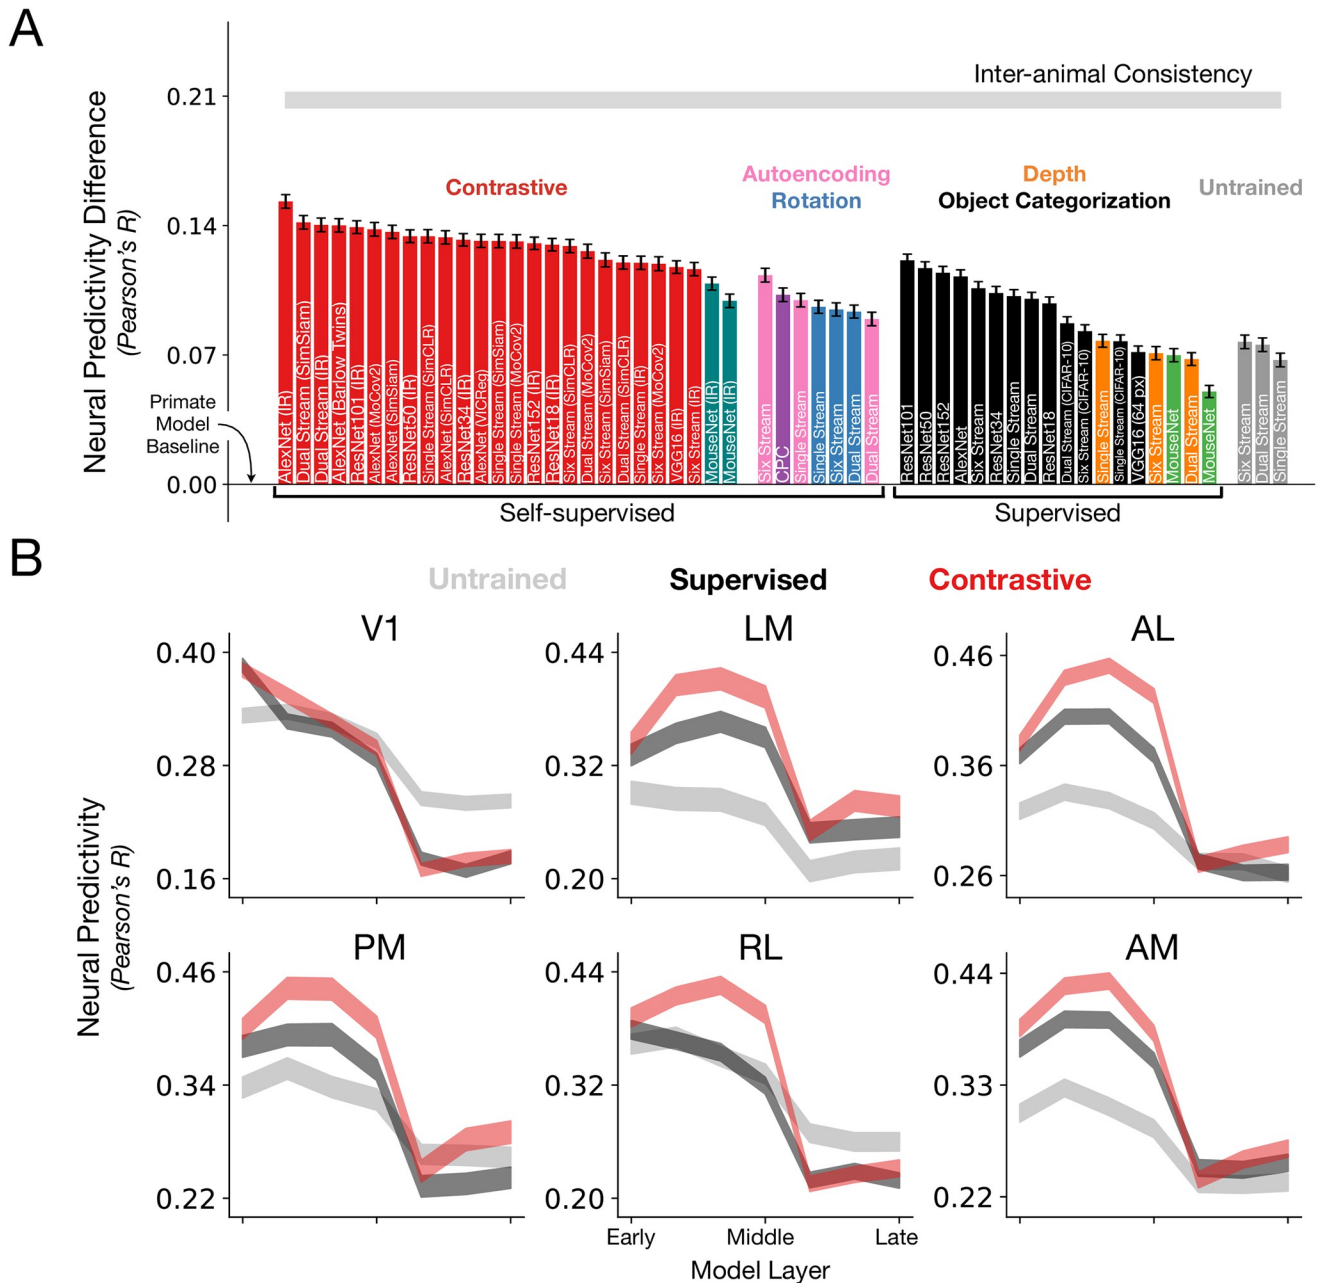 A
Neural Predictivity Difference
(Pearson's R)
0.21
0.14
0.07
0.00
Inter-animal Consistency
Primate
Model
Baseline
Contrastive
Autoencoding
Rotation
Depth
Object Categorization
Untrained
AlexNet (IR)
Dual Stream (SimSiam)
Dual Stream (IR)
AlexNet (Barlow Twins)
ResNet101 (IR)
AlexNet (MoCov2)
AlexNet (SimSiam)
ResNet50 (IR)
Single Stream (SimCLR)
AlexNet (SimCLR)
ResNet34 (IR)
AlexNet (VICReg)
Single Stream (SimSiam)
Single Stream (MoCov2)
ResNet152 (IR)
ResNet18 (IR)
Six Stream (SimCLR)
Dual Stream (MoCov2)
Six Stream (SimSiam)
Dual Stream (SimCLR)
Single Stream (IR)
Six Stream (MoCov2)
VGG16 (IR)
Six Stream (IR)
MouseNet (IR)
MouseNet (IR)
Six Stream
CPC
Single Stream
Single Stream
Six Stream
Dual Stream
Dual Stream
ResNet101
ResNet50
ResNet152
AlexNet
Six Stream
ResNet34
Single Stream
Dual Stream
ResNet18
Dual Stream (CIFAR-10)
Six Stream (CIFAR-10)
Single Stream
Single Stream (CIFAR-10)
VGG16 (64 px)
Six Stream
MouseNet
Dual Stream
MouseNet
Six Stream
Dual Stream
Single Stream
Self-supervised
Supervised
B
Untrained
Supervised
Contrastive
Neural Predictivity
(Pearson's R)
V1
0.40
0.28
0.16
LM
0.44
0.32
0.20
AL
0.46
0.36
0.26
PM
0.46
0.34
0.22
RL
0.44
0.32
0.20
AM
0.44
0.33
0.22
Early
Middle
Late
Model Layer